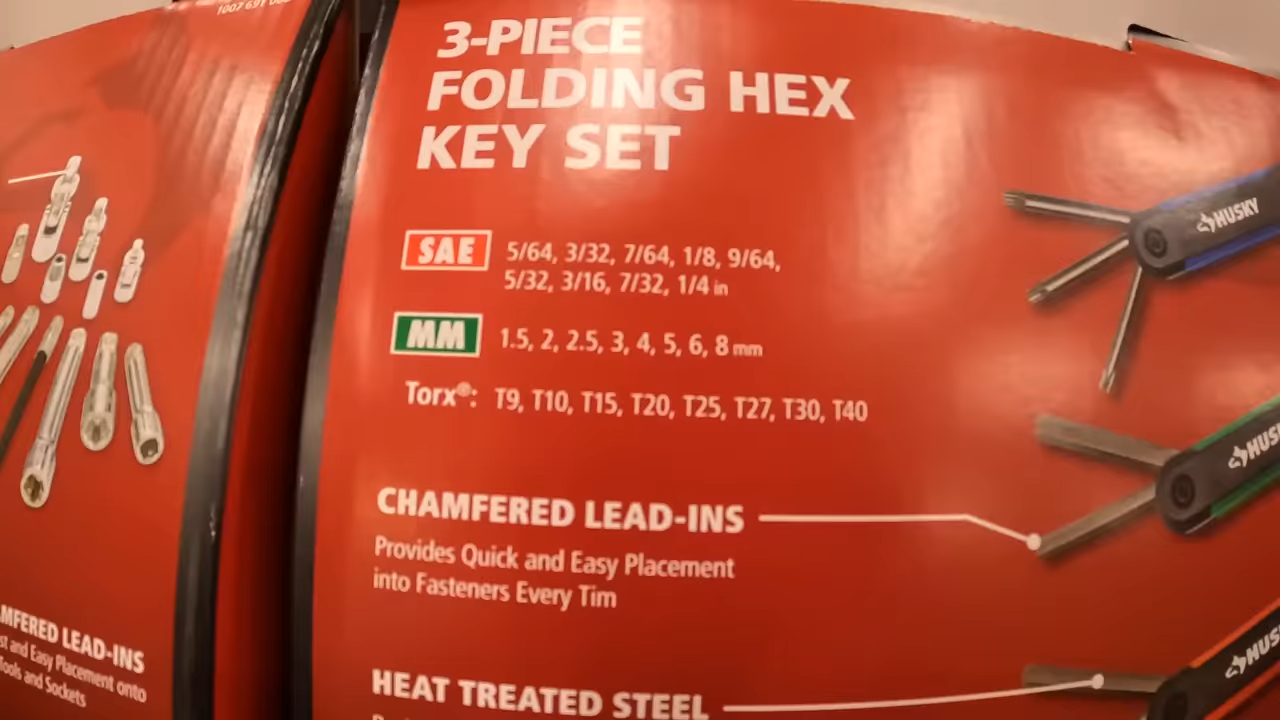 3-PIECE
FOLDING HEX
KEY SET
SAE 5/64, 3/32, 7/64, 1/8, 9/64,
5/32, 3/16, 7/32, 1/4 in
MM 1.5, 2, 2.5, 3, 4, 5, 6, 8 mm
Torx®: T9, T10, T15, T20, T25, T27, T30, T40
CHAMFERED LEAD-INS
Provides Quick and Easy Placement
into Fasteners Every Tim
HEAT TREATED STEEL
HUSKY
HUS
HUSK
MFERED LEAD-INS
st and Easy Placement onto
Tools and Sockets